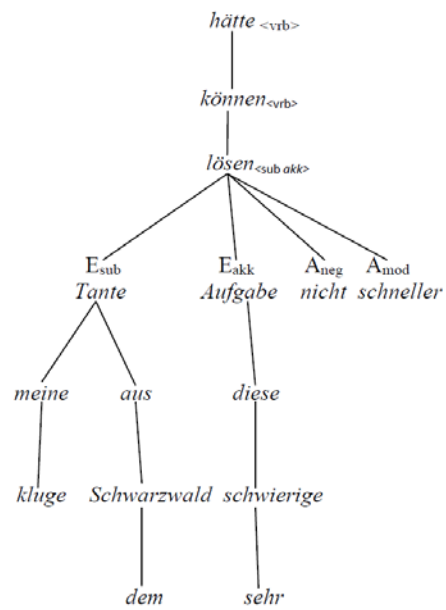 hätte <vrb>
können<vrb>
lösen<sub akk>
Esub Eakk Aneg Amod
Tante Aufgabe nicht schneller
meine aus diese
kluge Schwarzwald schwierige
dem sehr